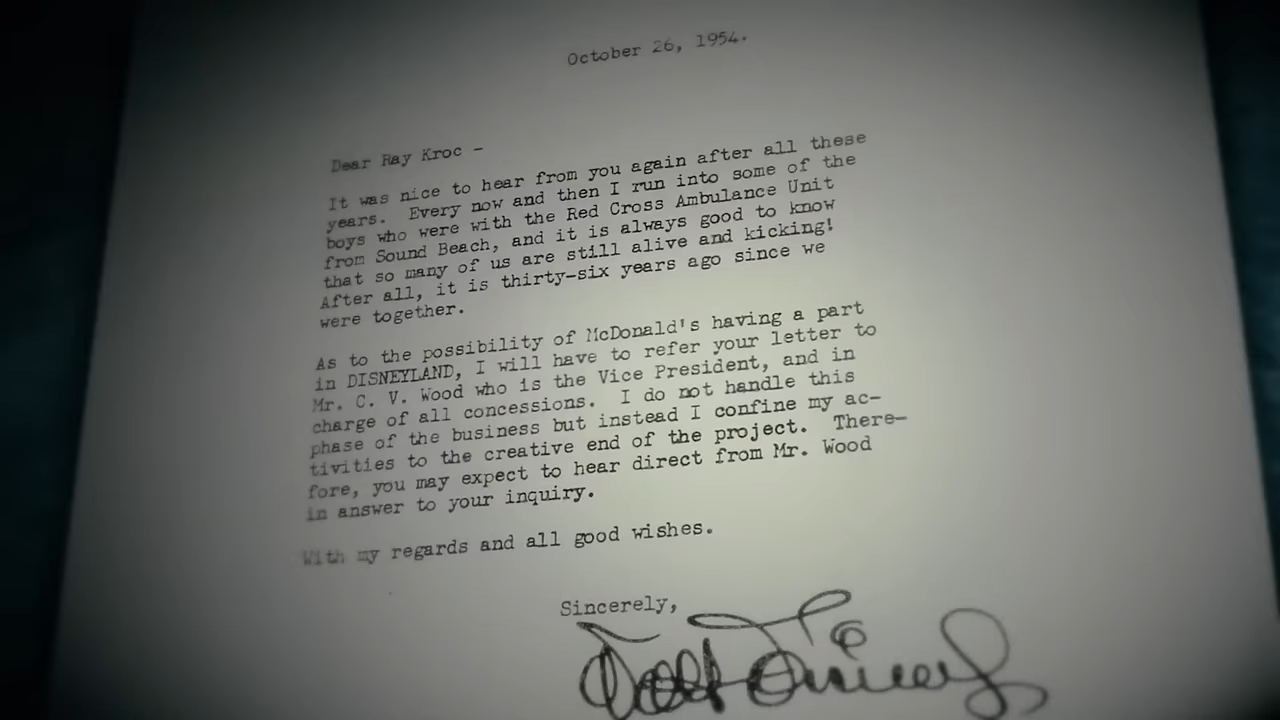 October 26, 1954.
Dear Ray Kroc -
It was nice to hear from you again after all these
years. Every now and then I run into some of the
boys who were with the Red Cross Ambulance Unit
from Sound Beach, and it is always good to know
that so many of us are still alive and kicking!
After all, it is thirty-six years ago since we
were together.
As to the possibility of McDonald's having a part
in DISNEYLAND, I will have to refer your letter to
Mr. C. V. Wood who is the Vice President, and in
charge of all concessions. I do not handle this
phase of the business but instead I confine my ac-
tivities to the creative end of the project. There-
fore, you may expect to hear direct from Mr. Wood
in answer to your inquiry.
With my regards and all good wishes.
Sincerely,
Walt Disney